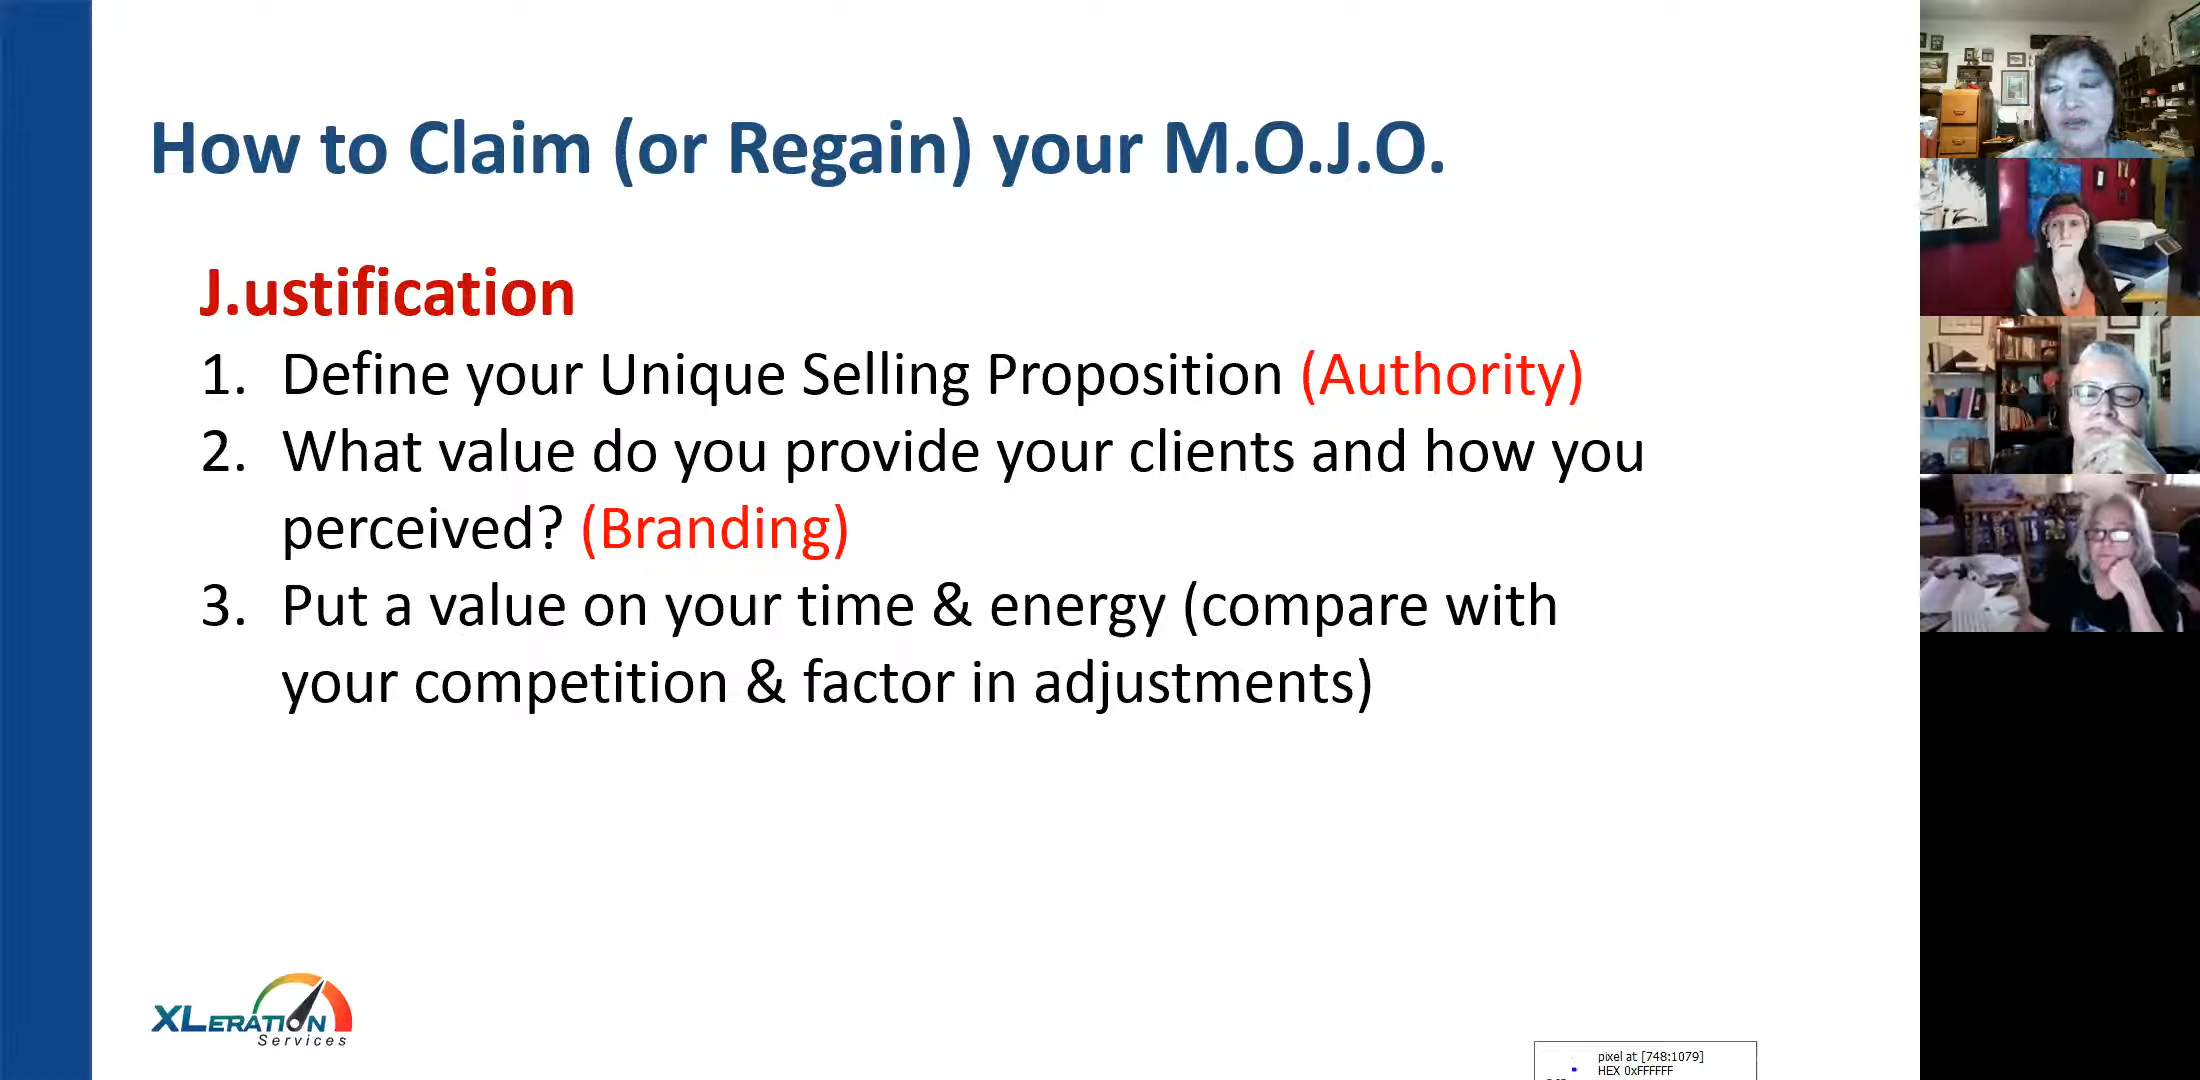 How to Claim (or Regain) your M.O.J.O.
J.ustification
1. Define your Unique Selling Proposition (Authority)
2. What value do you provide your clients and how you
perceived? (Branding)
3. Put a value on your time & energy (compare with
your competition & factor in adjustments)
XLERATION
Services
pixel at [748:1079]
HEX 0xFFFFFF